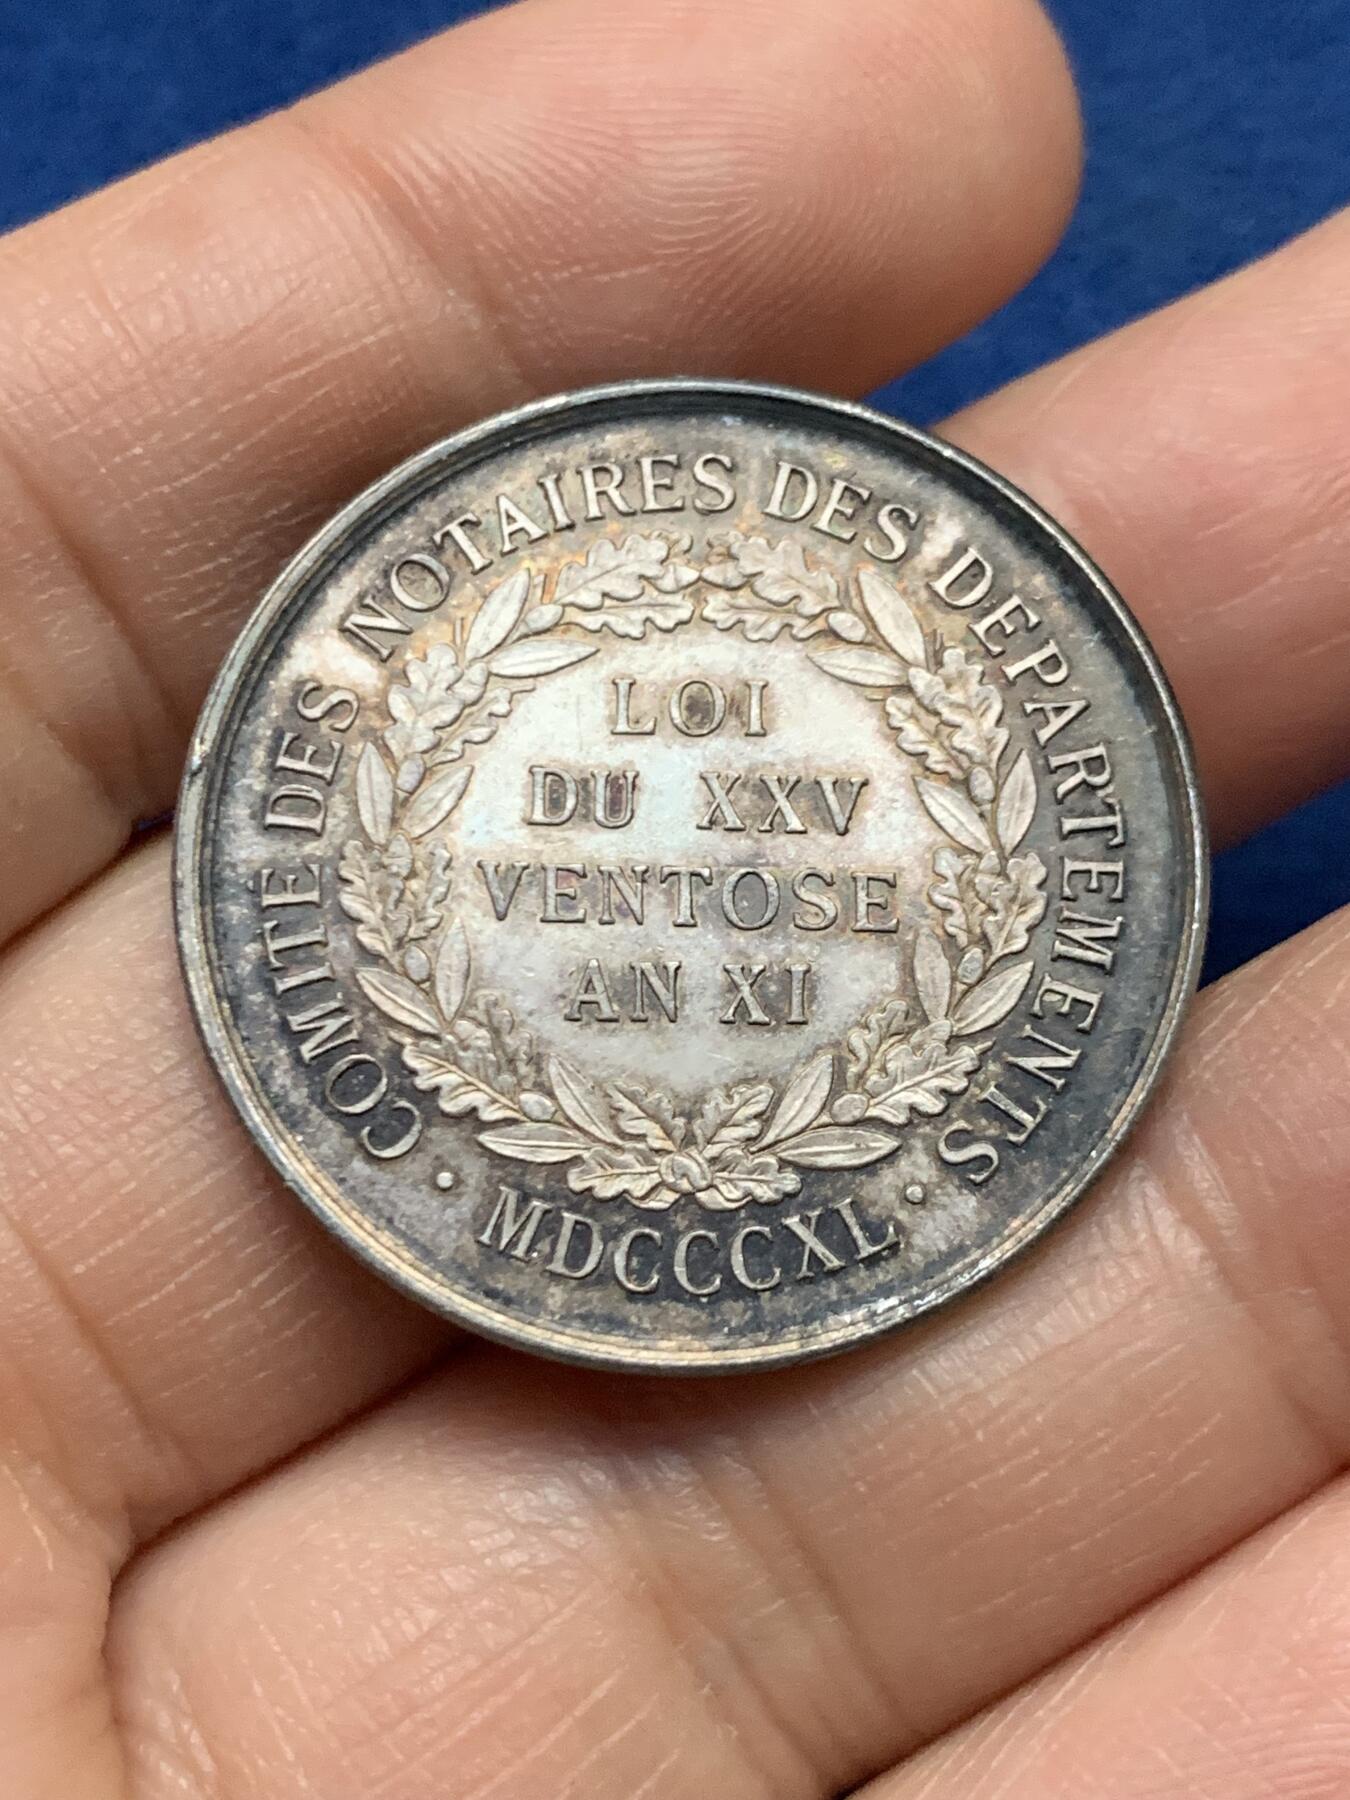 COMITE DES NOTAIRES DES DEPARTEMENTS
LOI
DU XXV
VENTOSE
AN XI
· MDCCCXL ·